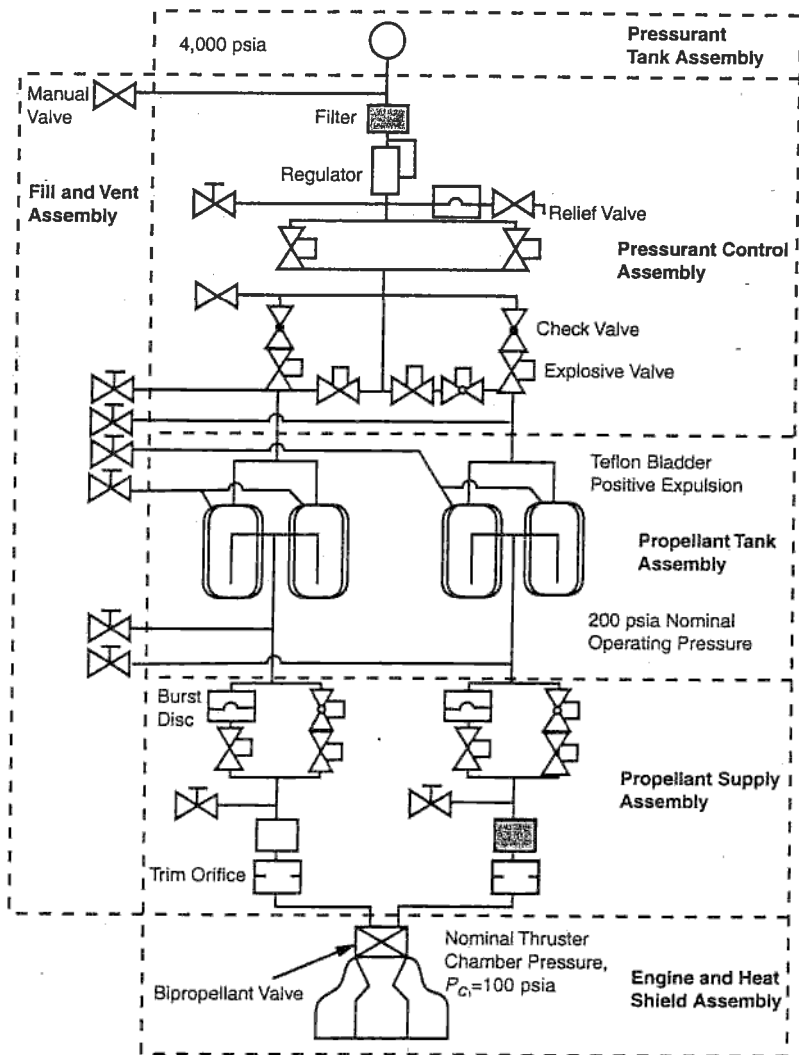 4,000 psia
Pressurant
Tank Assembly
Manual
Valve
Filter
Regulator
Fill and Vent
Assembly
Relief Valve
Pressurant Control
Assembly
Check Valve
Explosive Valve
Teflon Bladder
Positive Expulsion
Propellant Tank
Assembly
200 psia Nominal
Operating Pressure
Burst
Disc
Propellant Supply
Assembly
Trim Orifice
Nominal Thruster
Chamber Pressure,
Pc₁=100 psia
Bipropellant Valve
Engine and Heat
Shield Assembly